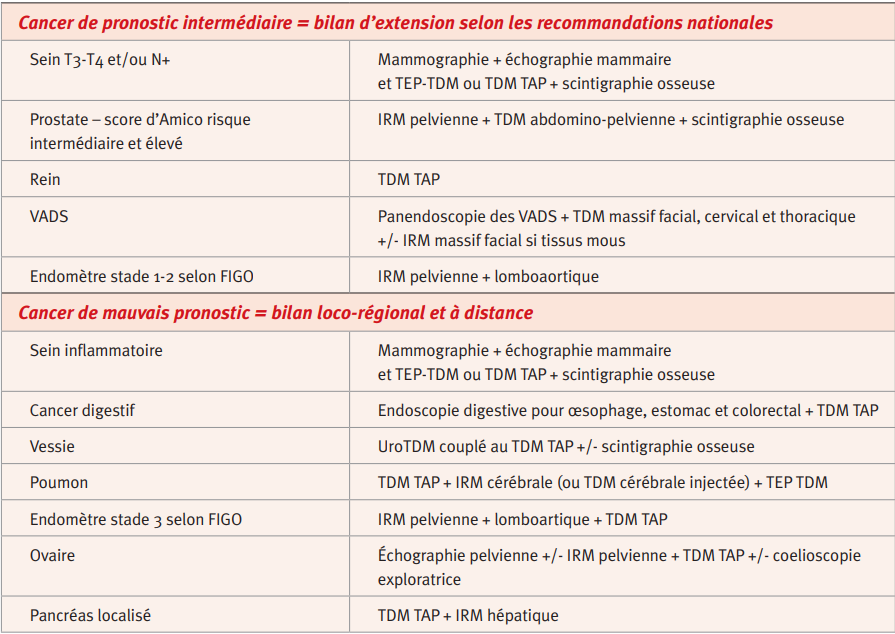 Cancer de pronostic intermédiaire = bilan d’extension selon les recommandations nationales
Sein T3-T4 et/ou N+
Mammographie + échographie mammaire
et TEP-TDM ou TDM TAP + scintigraphie osseuse
Prostate – score d’Amico risque
intermédiaire et élevé
IRM pelvienne + TDM abdomino-pelvienne + scintigraphie osseuse
Rein
TDM TAP
VADS
Panendoscopie des VADS + TDM massif facial, cervical et thoracique
+/- IRM massif facial si tissus mous
Endomètre stade 1-2 selon FIGO
IRM pelvienne + lomboaortique
Cancer de mauvais pronostic = bilan loco-régional et à distance
Sein inflammatoire
Mammographie + échographie mammaire
et TEP-TDM ou TDM TAP + scintigraphie osseuse
Cancer digestif
Endoscopie digestive pour œsophage, estomac et colorectal + TDM TAP
Vessie
UroTDM couplé au TDM TAP +/- scintigraphie osseuse
Poumon
TDM TAP + IRM cérébrale (ou TDM cérébrale injectée) + TEP TDM
Endomètre stade 3 selon FIGO
IRM pelvienne + lomboartique + TDM TAP
Ovaire
Échographie pelvienne +/- IRM pelvienne + TDM TAP +/- coelioscopie
exploratrice
Pancréas localisé
TDM TAP + IRM hépatique